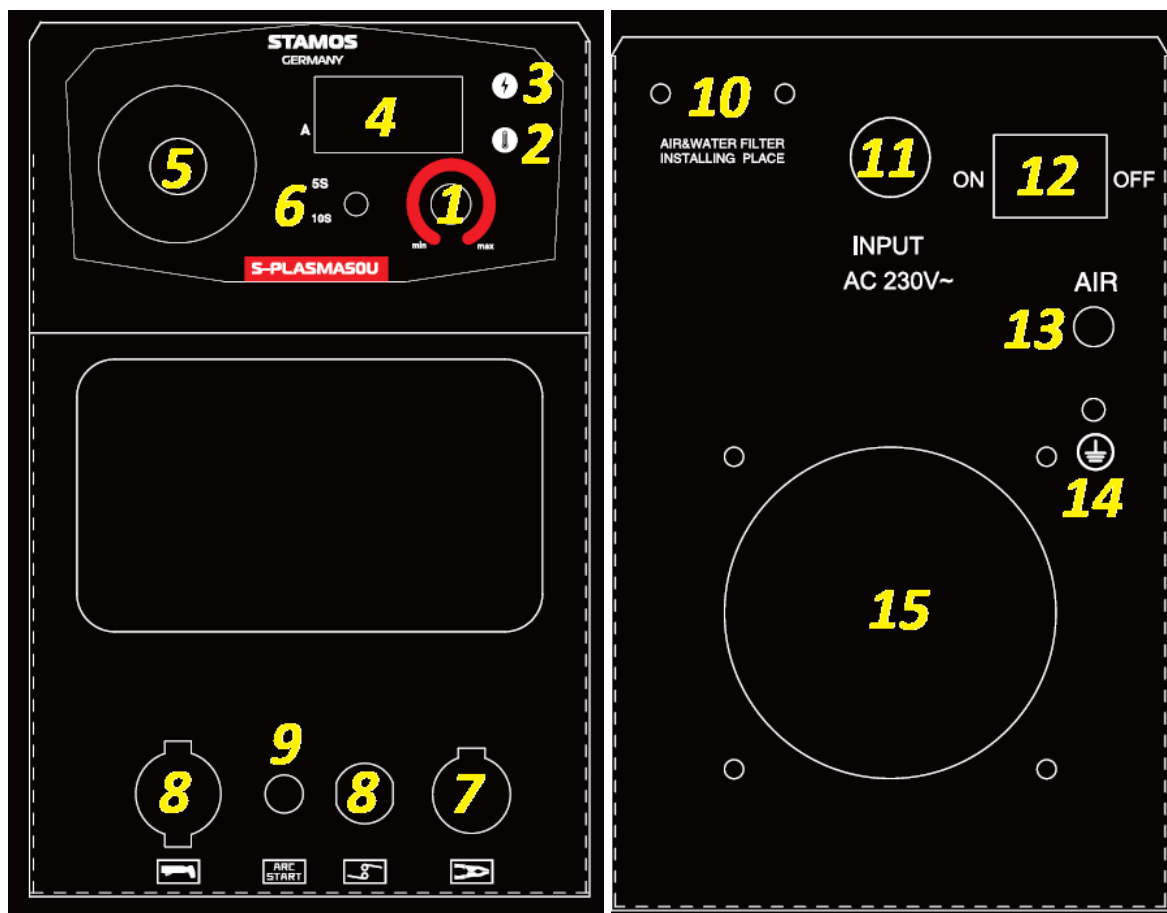 STAMOS
GERMANY
3
4
A
2
5
5S
6
10S
1
min
max
S-PLASMA50U
9
8
8
7
ARC
START
10
AIR&WATER FILTER
INSTALLING PLACE
11
ON
12
OFF
INPUT
AC 230V~
AIR
13
14
15